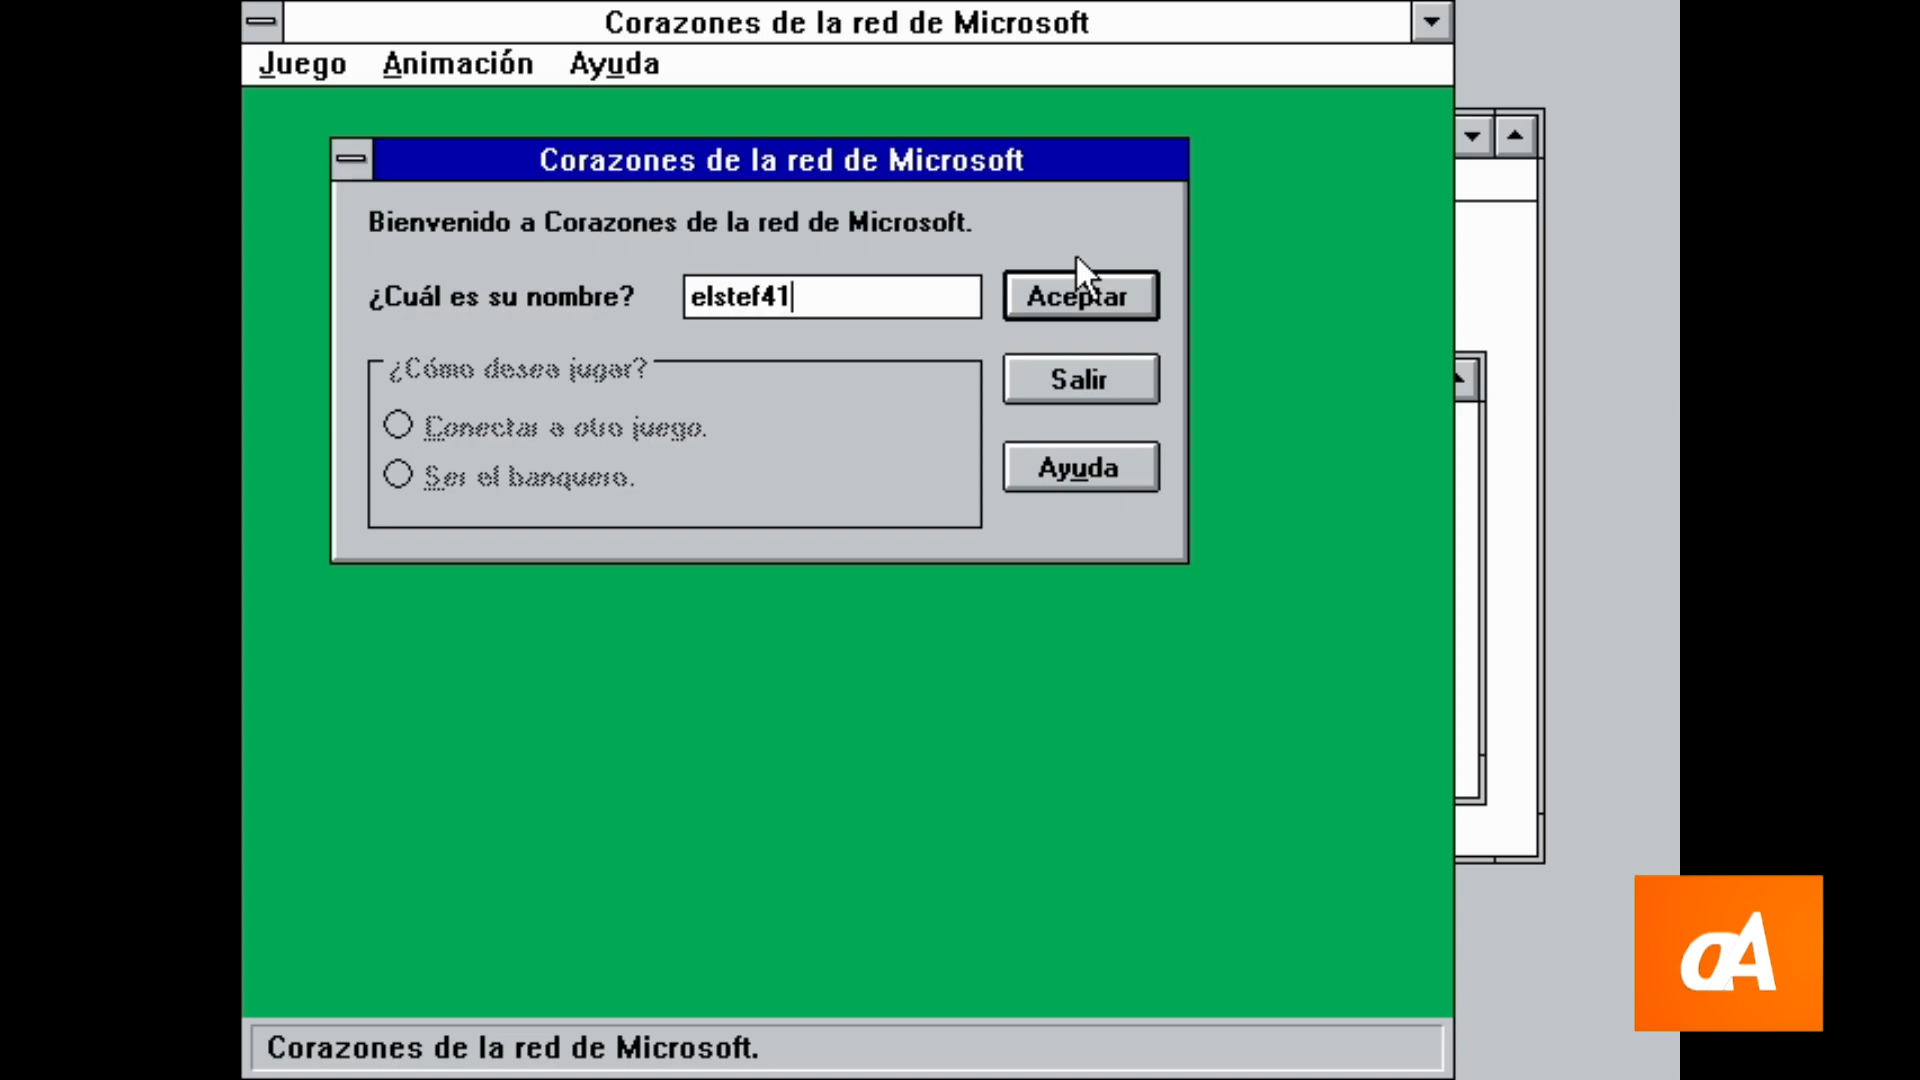 Corazones de la red de Microsoft
Juego Animación Ayuda
Corazones de la red de Microsoft
Bienvenido a Corazones de la red de Microsoft.
¿Cuál es su nombre? elstef41 Aceptar
¿Cómo desea jugar?
Salir
Conectar a otro juego.
Ser el banquero.
Ayuda
Corazones de la red de Microsoft.
aA